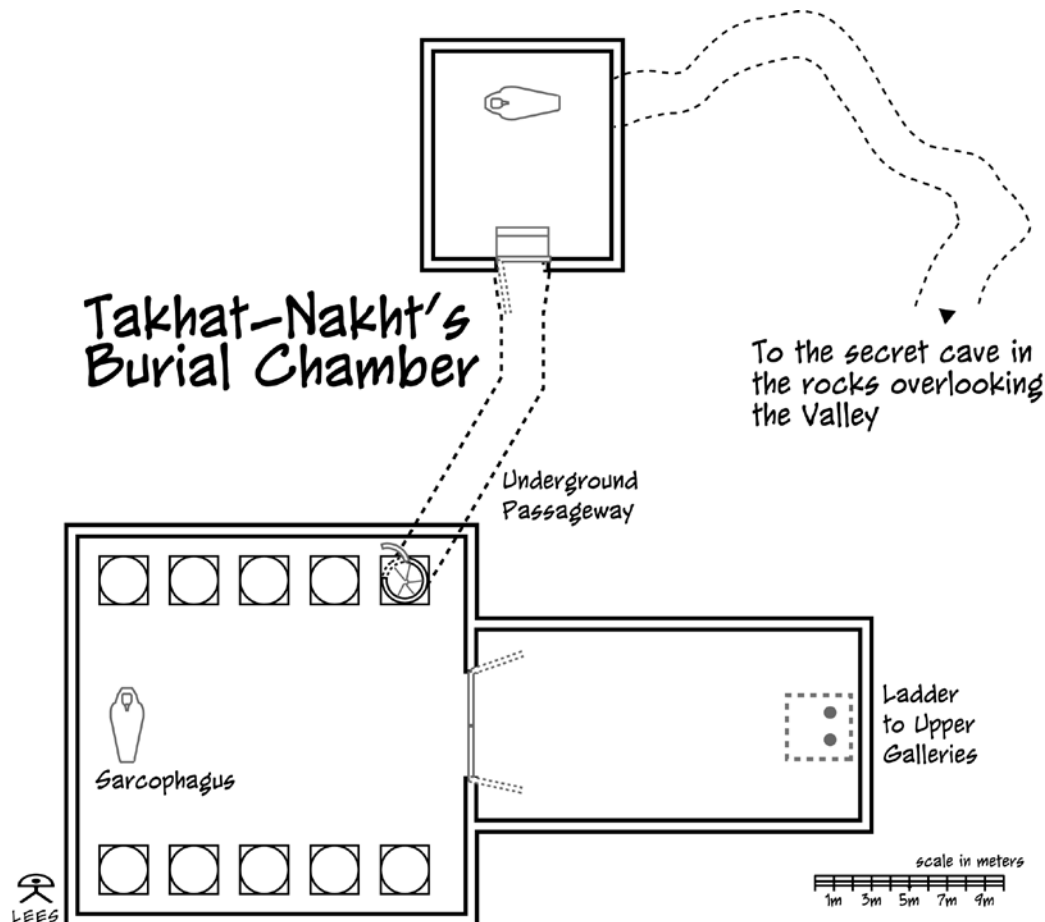 Takhat-Nakht's
Burial Chamber
To the secret cave in
the rocks overlooking
the Valley
Underground
Passageway
Ladder
to Upper
Galleries
Sarcophagus
scale in meters
1m 3m 5m 7m 9m
LEES